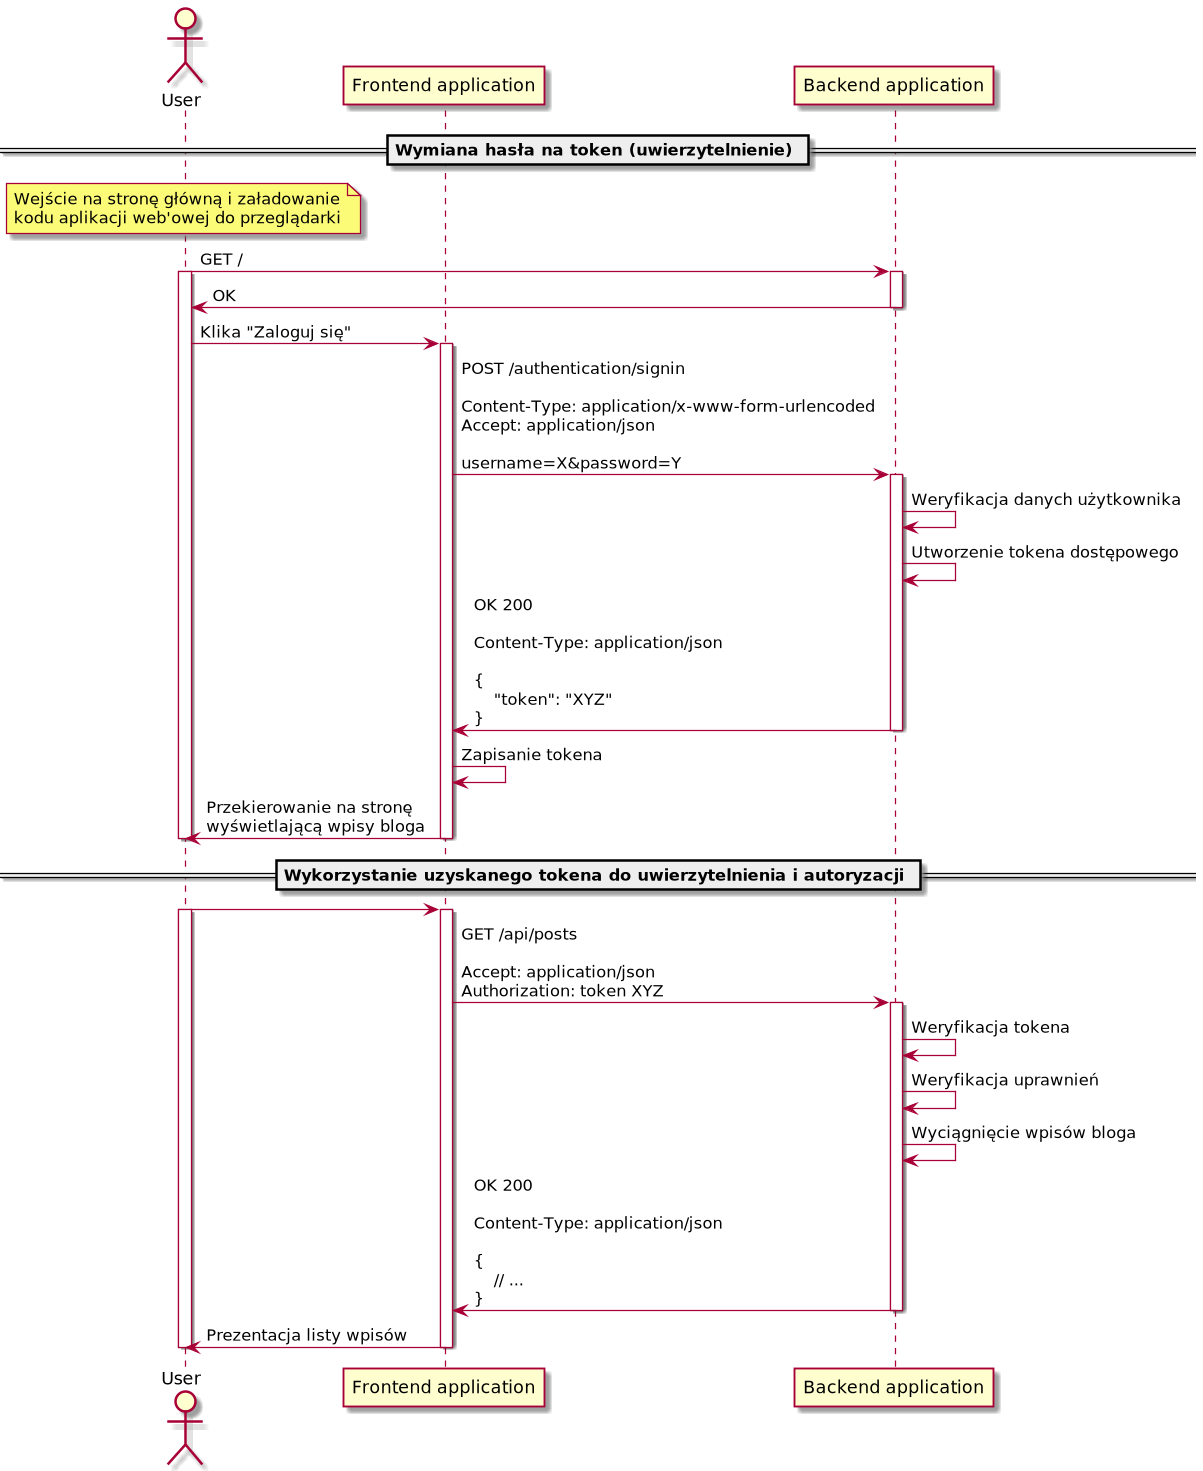 User
Frontend application
Backend application
Wymiana hasła na token (uwierzytelnienie)
Wejście na stronę główną i załadowanie
kodu aplikacji web'owej do przeglądarki
GET /
OK
Klika "Zaloguj się"
POST /authentication/signin
Content-Type: application/x-www-form-urlencoded
Accept: application/json
username=X&password=Y
Weryfikacja danych użytkownika
Utworzenie tokena dostępowego
OK 200
Content-Type: application/json
{
"token": "XYZ"
}
Zapisanie tokena
Przekierowanie na stronę
wyświetlającą wpisy bloga
Wykorzystanie uzyskanego tokena do uwierzytelnienia i autoryzacji
GET /api/posts
Accept: application/json
Authorization: token XYZ
Weryfikacja tokena
Weryfikacja uprawnień
Wyciągnięcie wpisów bloga
OK 200
Content-Type: application/json
{
// ...
}
Prezentacja listy wpisów
User
Frontend application
Backend application